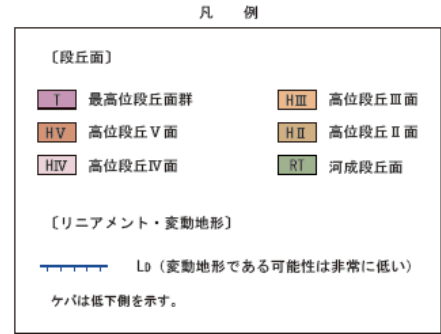 凡 例
〔段丘面〕
T 最高位段丘面群 HⅢ 高位段丘Ⅲ面
HⅤ 高位段丘Ⅴ面 HⅡ 高位段丘Ⅱ面
HⅣ 高位段丘Ⅳ面 RT 河成段丘面
〔リニアメント・変動地形〕
LD（変動地形である可能性は非常に低い）
ケバは低下側を示す。